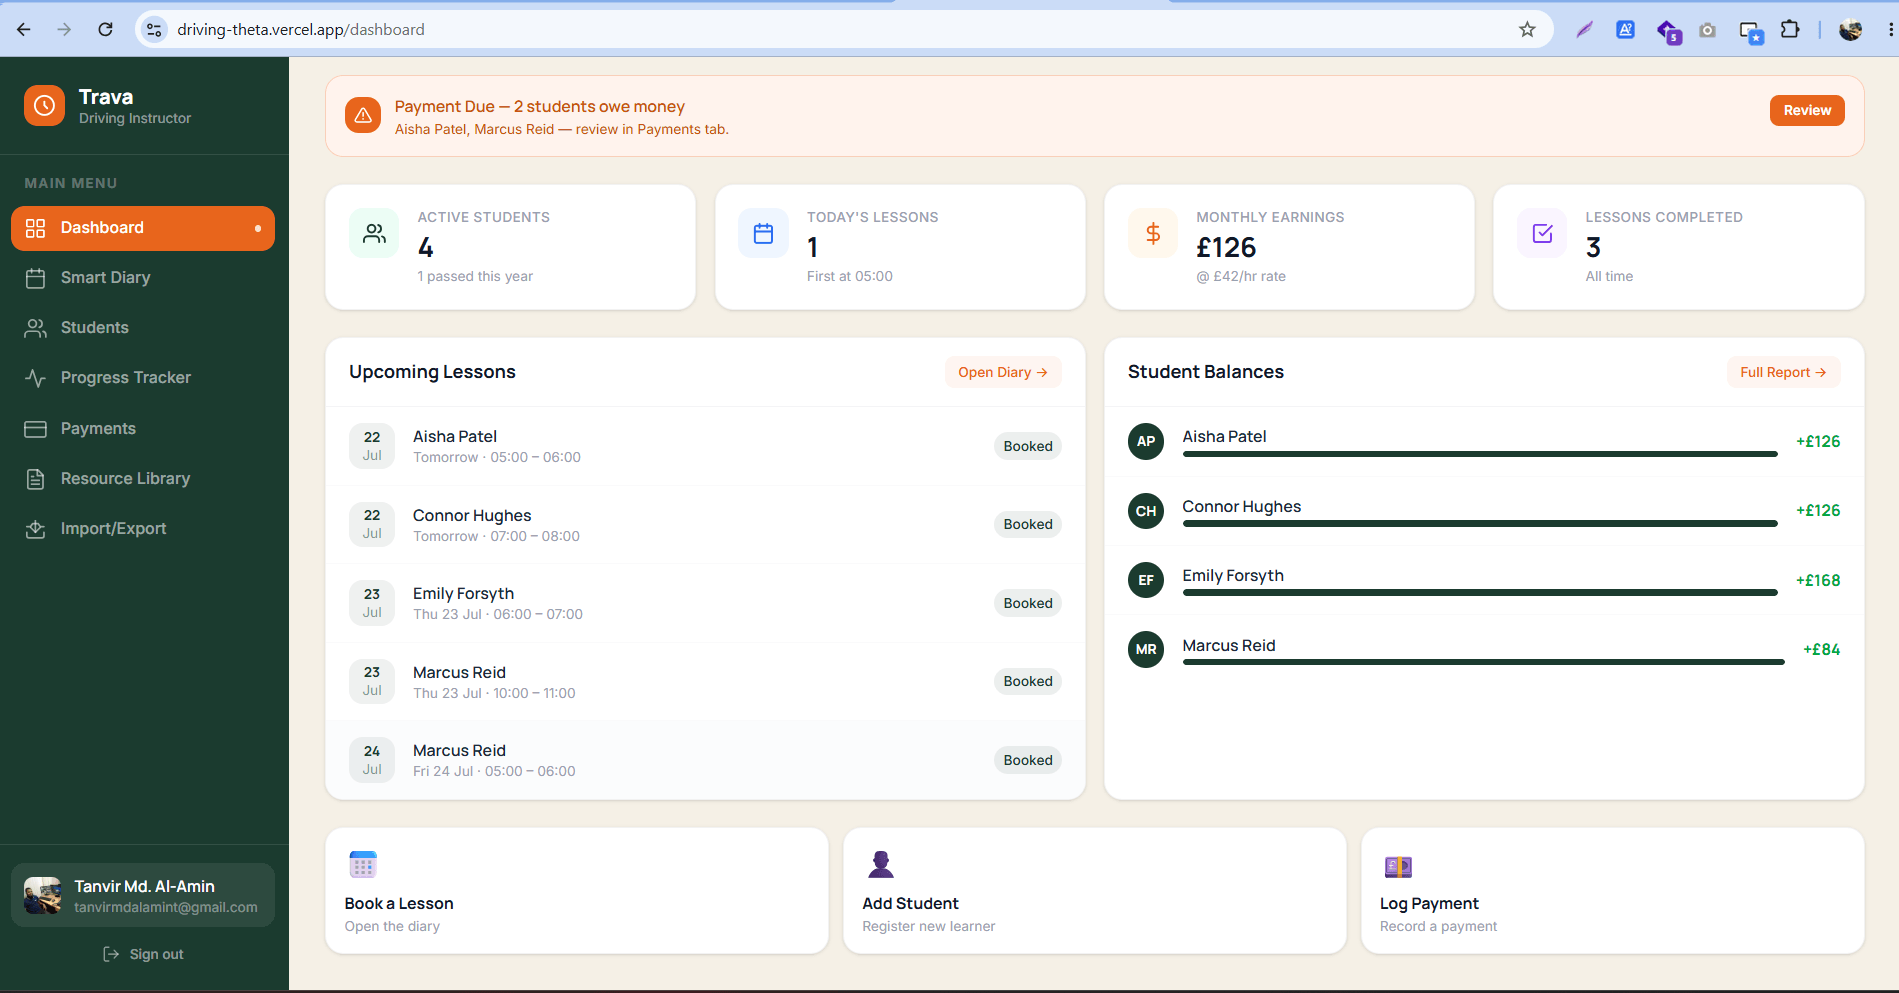 driving-theta.vercel.app/dashboard
5
Trava
Driving Instructor
MAIN MENU
Dashboard
Smart Diary
Students
Progress Tracker
Payments
Resource Library
Import/Export
Tanvir Md. Al-Amin
tanvirmdalamint@gmail.com
Sign out
Payment Due — 2 students owe money
Aisha Patel, Marcus Reid — review in Payments tab.
Review
ACTIVE STUDENTS
4
1 passed this year
TODAY'S LESSONS
1
First at 05:00
MONTHLY EARNINGS
£126
@ £42/hr rate
LESSONS COMPLETED
3
All time
Upcoming Lessons
Open Diary →
22 Jul
Aisha Patel
Tomorrow · 05:00 – 06:00
Booked
22 Jul
Connor Hughes
Tomorrow · 07:00 – 08:00
Booked
23 Jul
Emily Forsyth
Thu 23 Jul · 06:00 – 07:00
Booked
23 Jul
Marcus Reid
Thu 23 Jul · 10:00 – 11:00
Booked
24 Jul
Marcus Reid
Fri 24 Jul · 05:00 – 06:00
Booked
Student Balances
Full Report →
AP
Aisha Patel
+£126
CH
Connor Hughes
+£126
EF
Emily Forsyth
+£168
MR
Marcus Reid
+£84
Book a Lesson
Open the diary
Add Student
Register new learner
Log Payment
Record a payment